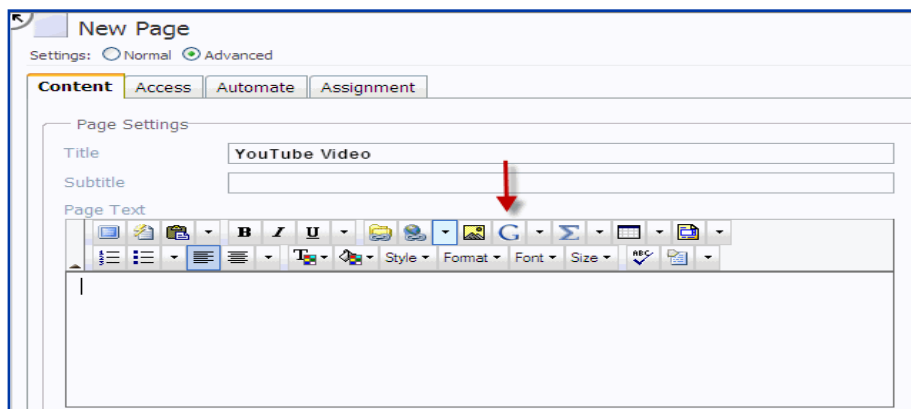 New Page
Settings: Normal Advanced
Content Access Automate Assignment
Page Settings
Title YouTube Video
Subtitle
Page Text
B I U G Σ
Style Format Font Size ABC